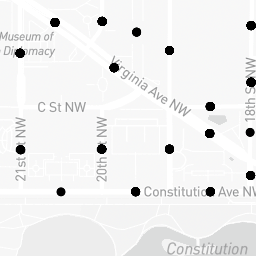 Museum of
Diplomacy
Virginia Ave NW
C St NW
18th St NW
21st St NW
20th St NW
Constitution Ave NW
Constitution